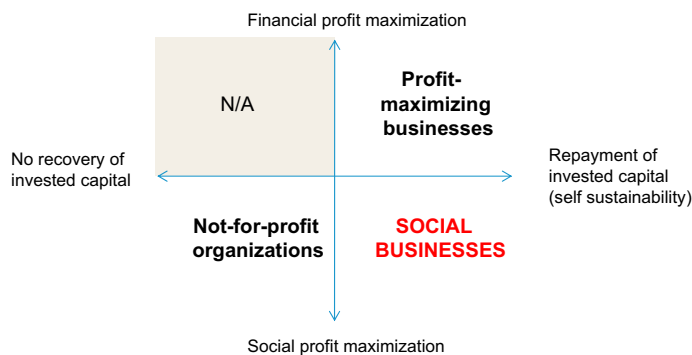 Financial profit maximization
N/A
Profit-
maximizing
businesses
No recovery of
invested capital
Repayment of
invested capital
(self sustainability)
Not-for-profit
organizations
SOCIAL
BUSINESSES
Social profit maximization